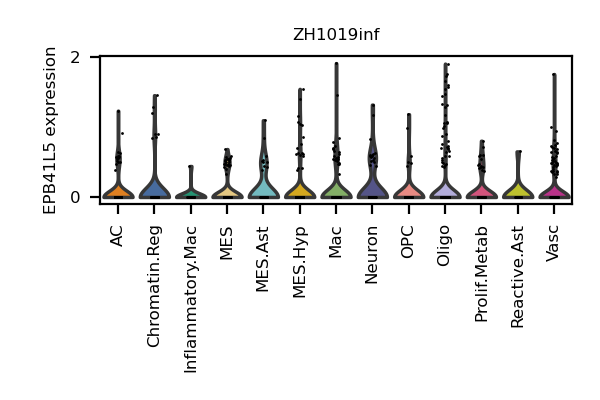 ZH1019inf
EPB41L5 expression
2
0
AC
Chromatin.Reg
Inflammatory.Mac
MES
MES.Ast
MES.Hyp
Mac
Neuron
OPC
Oligo
Prolif.Metab
Reactive.Ast
Vasc